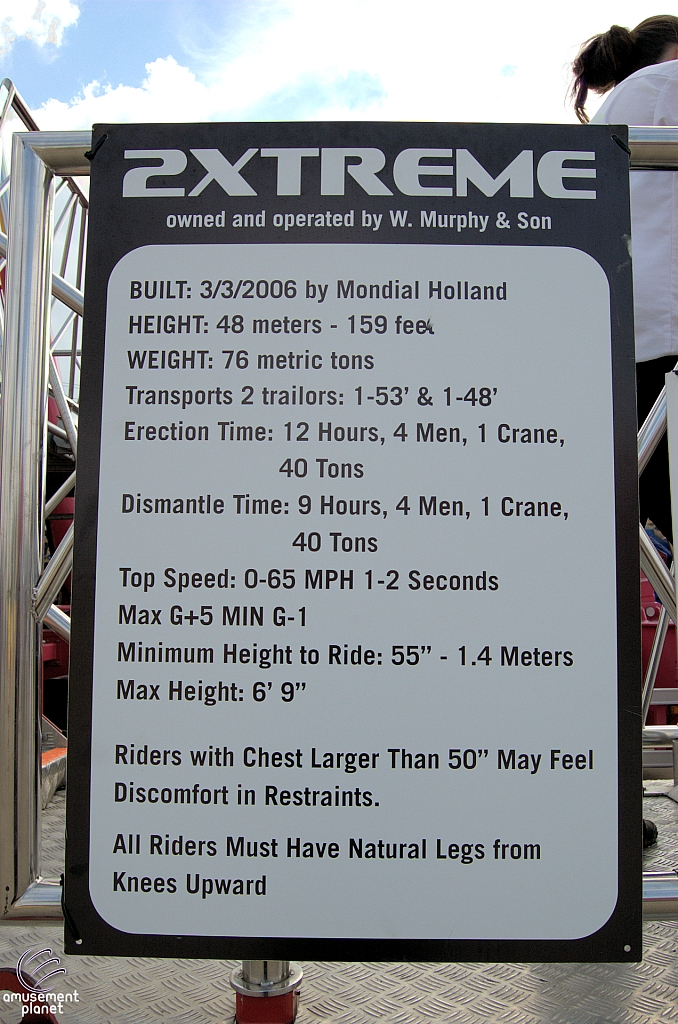 2XTREME
owned and operated by W. Murphy & Son
BUILT: 3/3/2006 by Mondial Holland
HEIGHT: 48 meters - 159 feet
WEIGHT: 76 metric tons
Transports 2 trailors: 1-53’ & 1-48’
Erection Time: 12 Hours, 4 Men, 1 Crane,
40 Tons
Dismantle Time: 9 Hours, 4 Men, 1 Crane,
40 Tons
Top Speed: 0-65 MPH 1-2 Seconds
Max G+5 MIN G-1
Minimum Height to Ride: 55” - 1.4 Meters
Max Height: 6’ 9”
Riders with Chest Larger Than 50” May Feel
Discomfort in Restraints.
All Riders Must Have Natural Legs from
Knees Upward
amusement
planet